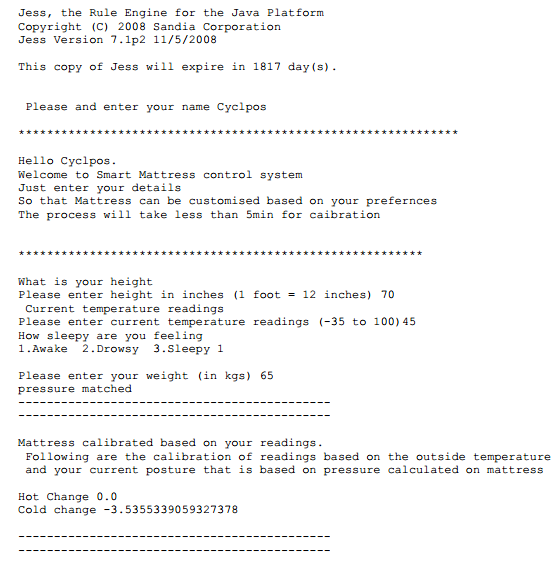 Jess, the Rule Engine for the Java Platform
Copyright (C) 2008 Sandia Corporation
Jess Version 7.1p2 11/5/2008
This copy of Jess will expire in 1817 day(s).
Please and enter your name Cyclpos
**************************************************************
Hello Cyclpos.
Welcome to Smart Mattress control system
Just enter your details
So that Mattress can be customised based on your prefernces
The process will take less than 5min for caibration
*********************************************************
What is your height
Please enter height in inches (1 foot = 12 inches) 70
Current temperature readings
Please enter current temperature readings (-35 to 100)45
How sleepy are you feeling
1.Awake  2.Drowsy  3.Sleepy 1
Please enter your weight (in kgs) 65
pressure matched
--------------------------------------------
--------------------------------------------
Mattress calibrated based on your readings.
Following are the calibration of readings based on the outside temperature
and your current posture that is based on pressure calculated on mattress
Hot Change 0.0
Cold change -3.5355339059327378
--------------------------------------------
--------------------------------------------